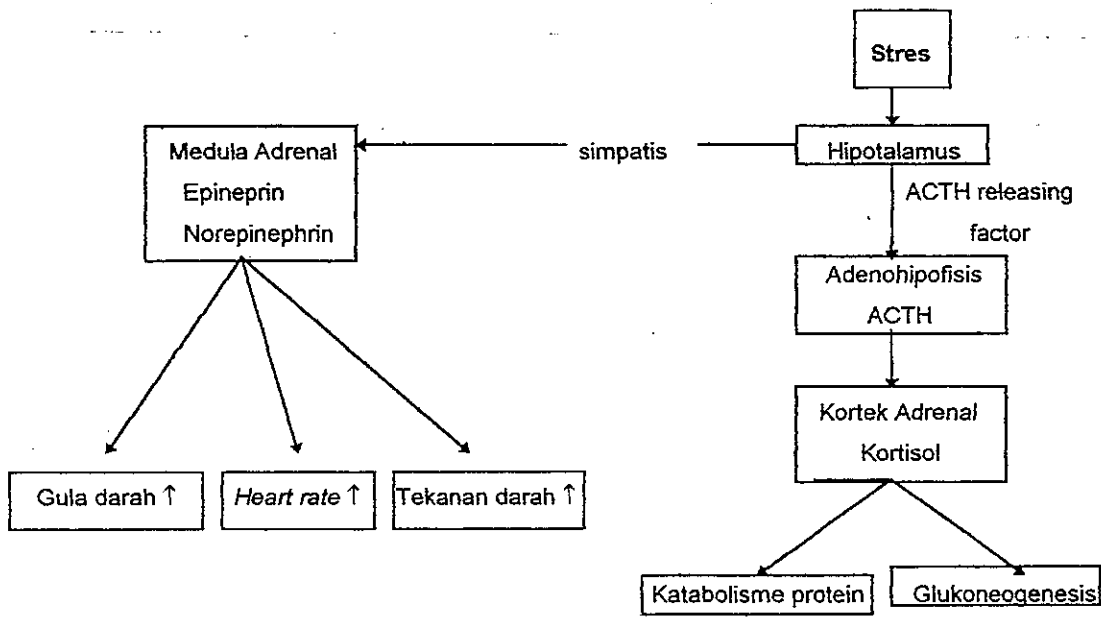 Stres
Medula Adrenal
Epineprin
Norepinephrin
simpatis
Hipotalamus
ACTH releasing
factor
Adenohipofisis
ACTH
Kortek Adrenal
Kortisol
Gula darah ↑
Heart rate ↑
Tekanan darah ↑
Katabolisme protein
Glukoneogenesis